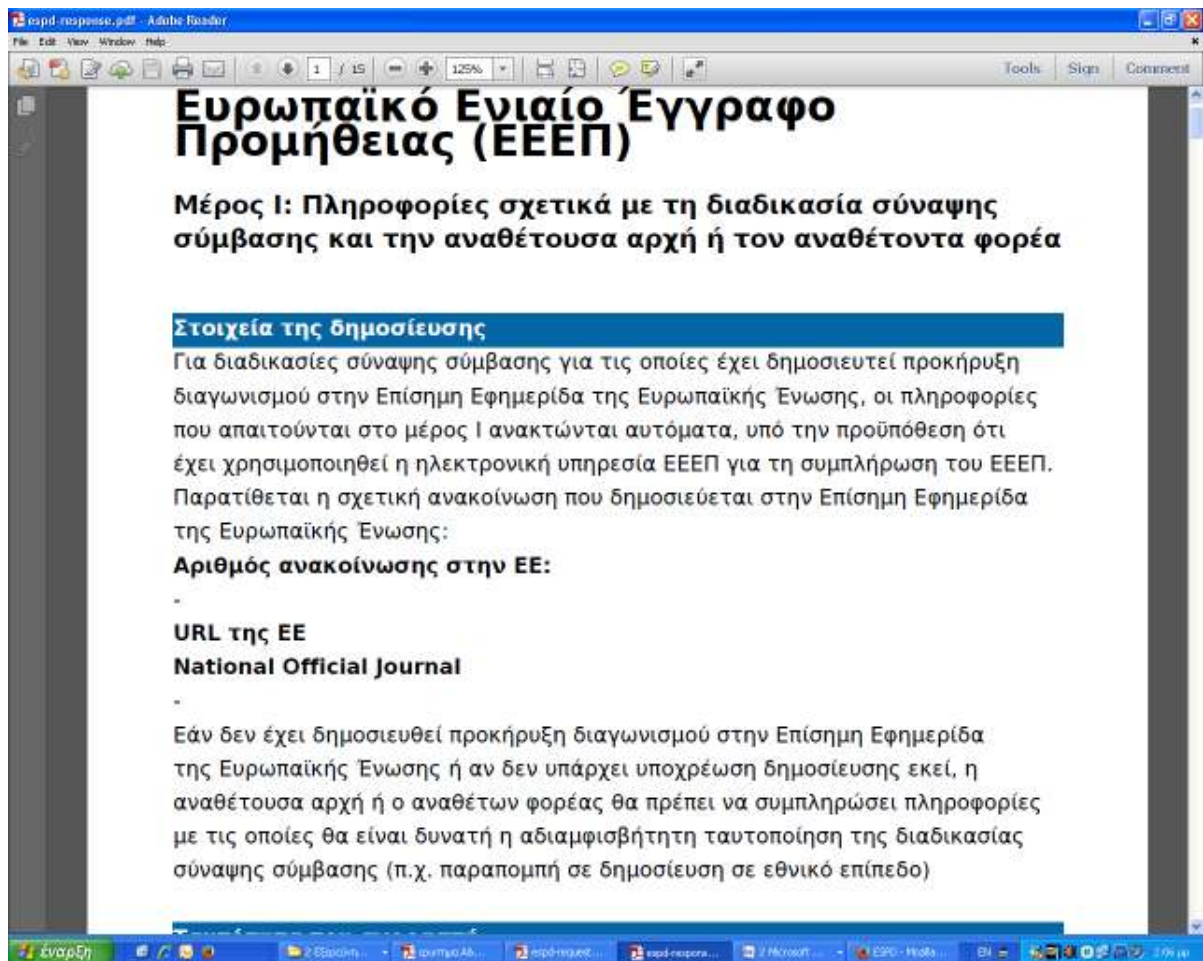 espd-response.pdf - Adobe Reader
File Edit View Window Help
1 / 15 125% Tools Sign Comment
Ευρωπαϊκό Ενιαίο Έγγραφο
Προμήθειας (ΕΕΕΠ)
Μέρος Ι: Πληροφορίες σχετικά με τη διαδικασία σύναψης
σύμβασης και την αναθέτουσα αρχή ή τον αναθέτοντα φορέα
Στοιχεία της δημοσίευσης
Για διαδικασίες σύναψης σύμβασης για τις οποίες έχει δημοσιευτεί προκήρυξη
διαγωνισμού στην Επίσημη Εφημερίδα της Ευρωπαϊκής Ένωσης, οι πληροφορίες
που απαιτούνται στο μέρος Ι ανακτώνται αυτόματα, υπό την προϋπόθεση ότι
έχει χρησιμοποιηθεί η ηλεκτρονική υπηρεσία ΕΕΕΠ για τη συμπλήρωση του ΕΕΕΠ.
Παρατίθεται η σχετική ανακοίνωση που δημοσιεύεται στην Επίσημη Εφημερίδα
της Ευρωπαϊκής Ένωσης:
Αριθμός ανακοίνωσης στην ΕΕ:
-
URL της ΕΕ
National Official Journal
-
Εάν δεν έχει δημοσιευθεί προκήρυξη διαγωνισμού στην Επίσημη Εφημερίδα
της Ευρωπαϊκής Ένωσης ή αν δεν υπάρχει υποχρέωση δημοσίευσης εκεί, η
αναθέτουσα αρχή ή ο αναθέτων φορέας θα πρέπει να συμπληρώσει πληροφορίες
με τις οποίες θα είναι δυνατή η αδιαμφισβήτητη ταυτοποίηση της διαδικασίας
σύναψης σύμβασης (π.χ. παραπομπή σε δημοσίευση σε εθνικό επίπεδο)
έναρξη espd-request... espd-respons... 2 Microsoft ... EN